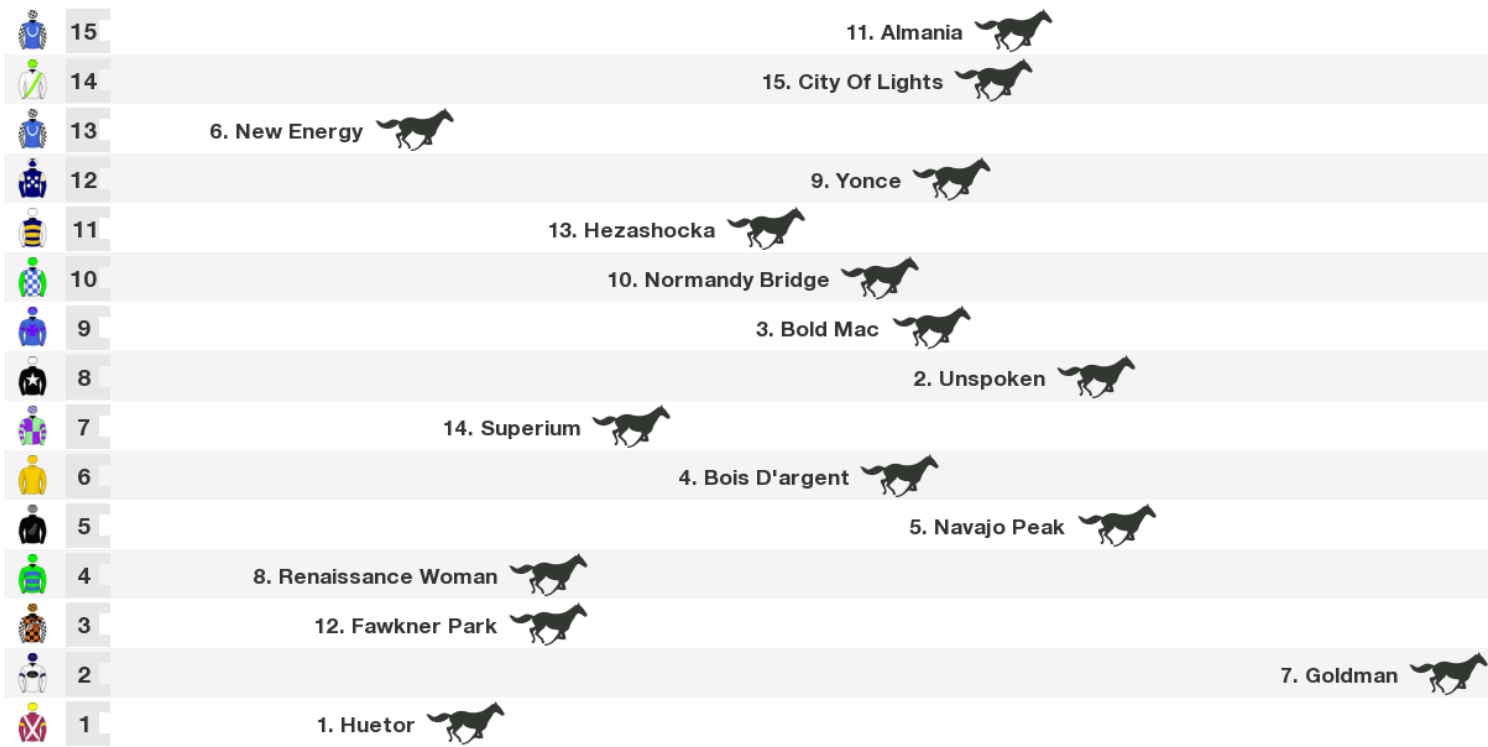 15 11. Almania
14 15. City Of Lights
13 6. New Energy
12 9. Yonce
11 13. Hezashocka
10 10. Normandy Bridge
9 3. Bold Mac
8 2. Unspoken
7 14. Superium
6 4. Bois D'argent
5 5. Navajo Peak
4 8. Renaissance Woman
3 12. Fawkner Park
2 7. Goldman
1 1. Huetor